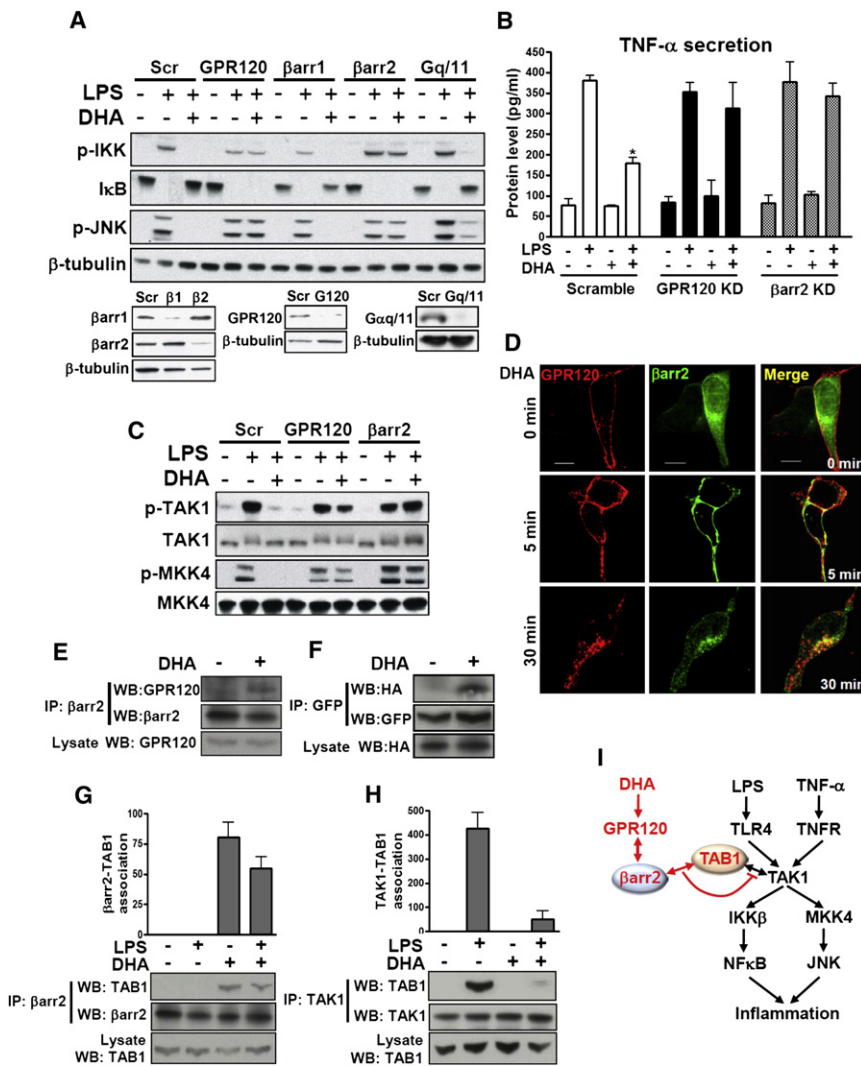 A
Scr GPR120 βarr1 βarr2 Gq/11
LPS - + + - + + - + + - + + - + +
DHA - - + - - + - - + - - + - - +
p-IKK
IκB
p-JNK
β-tubulin
Scr β1 β2
βarr1
βarr2
β-tubulin
Scr G120
GPR120
β-tubulin
Scr Gq/11
Gαq/11
β-tubulin
B
TNF-α secretion
Protein level (pg/ml)
450
400
350
300
250
200
150
100
50
0
*
LPS - + - + - + - + - + - +
DHA - - + + - - + + - - + +
Scramble GPR120 KD βarr2 KD
C
Scr GPR120 βarr2
LPS - + + - + + - + +
DHA - - + - - + - - +
p-TAK1
TAK1
p-MKK4
MKK4
D
DHA GPR120 βarr2 Merge
0 min
0 min
5 min
5 min
30 min
30 min
E
DHA - +
IP: βarr2
WB:GPR120
WB:βarr2
Lysate WB: GPR120
F
DHA - +
IP: GFP
WB:HA
WB:GFP
Lysate WB:HA
G
βarr2-TAB1
association
100
75
50
25
0
LPS - + - +
DHA - - + +
IP: βarr2
WB: TAB1
WB: βarr2
Lysate
WB: TAB1
H
TAK1-TAB1
association
500
400
300
200
100
0
LPS - + - +
DHA - - + +
IP: TAK1
WB: TAB1
WB: TAK1
Lysate
WB: TAB1
I
DHA LPS TNF-α
GPR120 TLR4 TNFR
βarr2 TAB1 TAK1
IKKβ MKK4
NFκB JNK
Inflammation